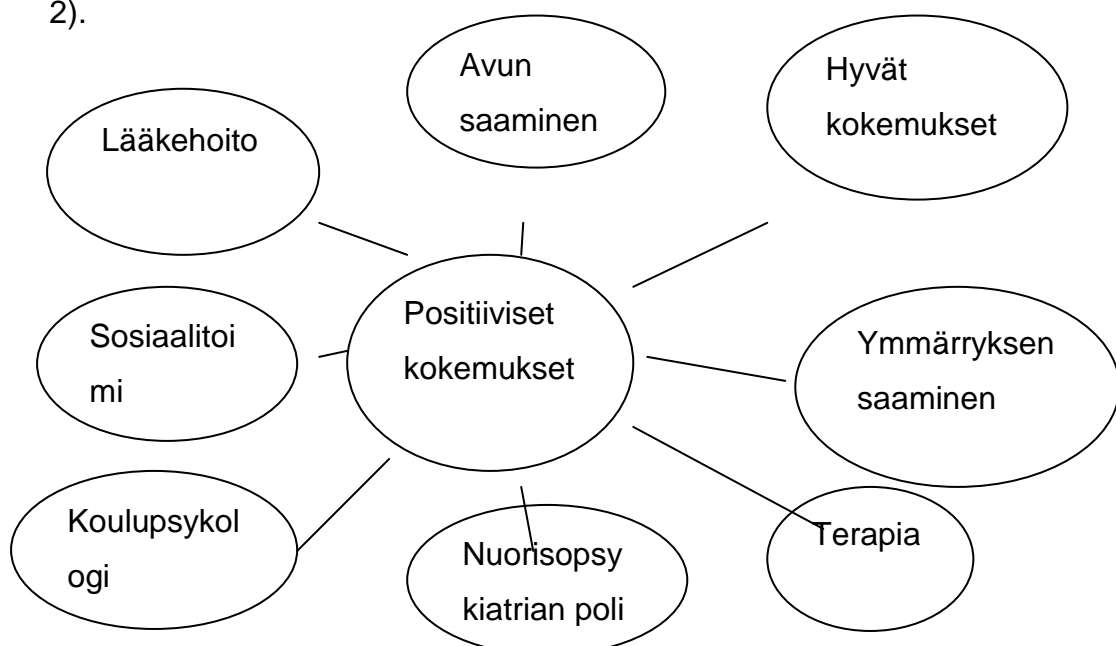 2).
Avun
saaminen
Hyvät
kokemukset
Lääkehoito
Positiiviset
kokemukset
Sosiaalitoi
mi
Ymmärryksen
saaminen
Koulupsykol
ogi
Nuorisopsy
kiatrian poli
Terapia